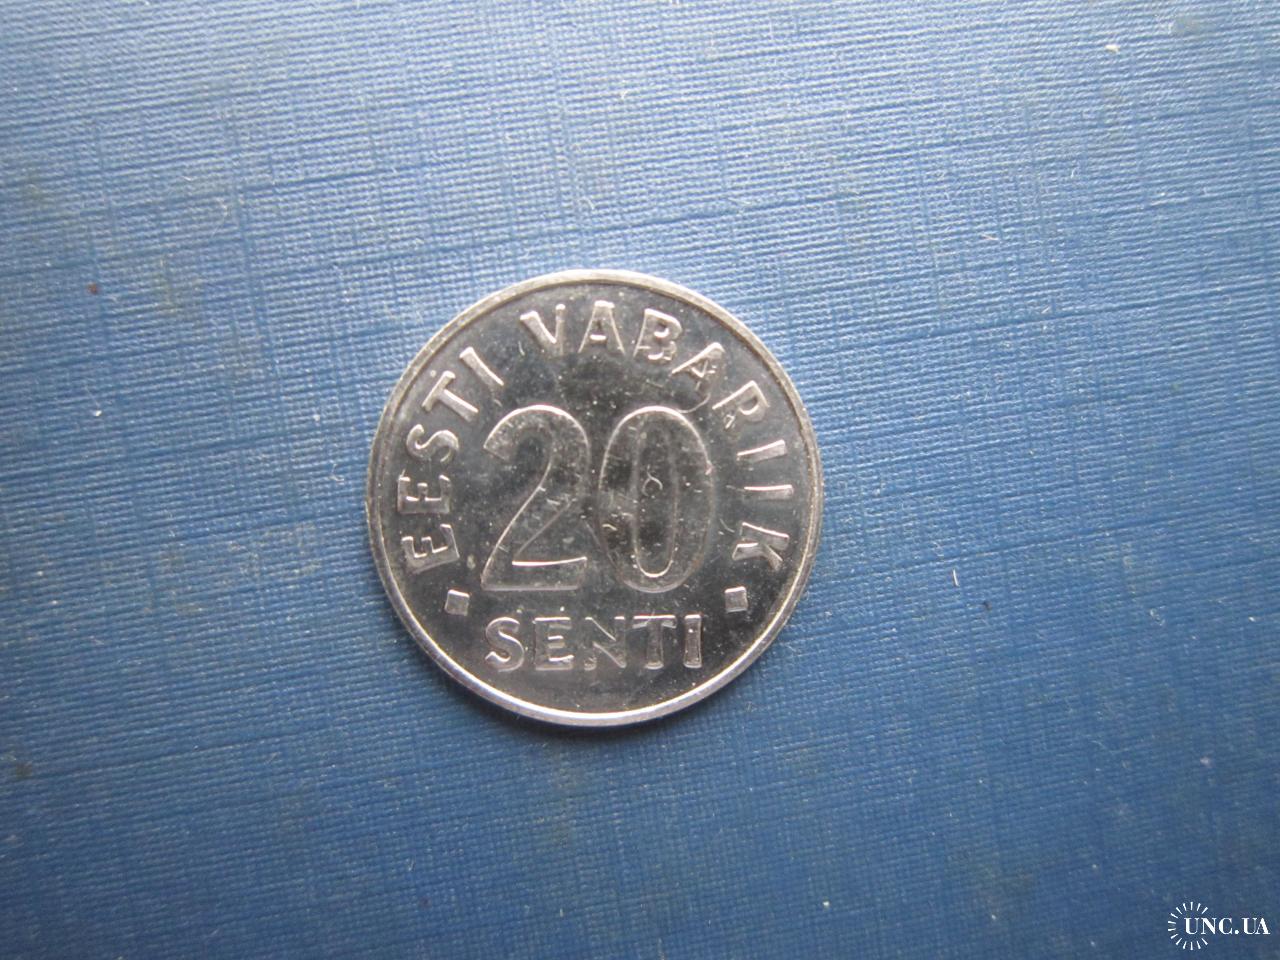 EESTI VABARIIK
20
SENTI
UNC.UA